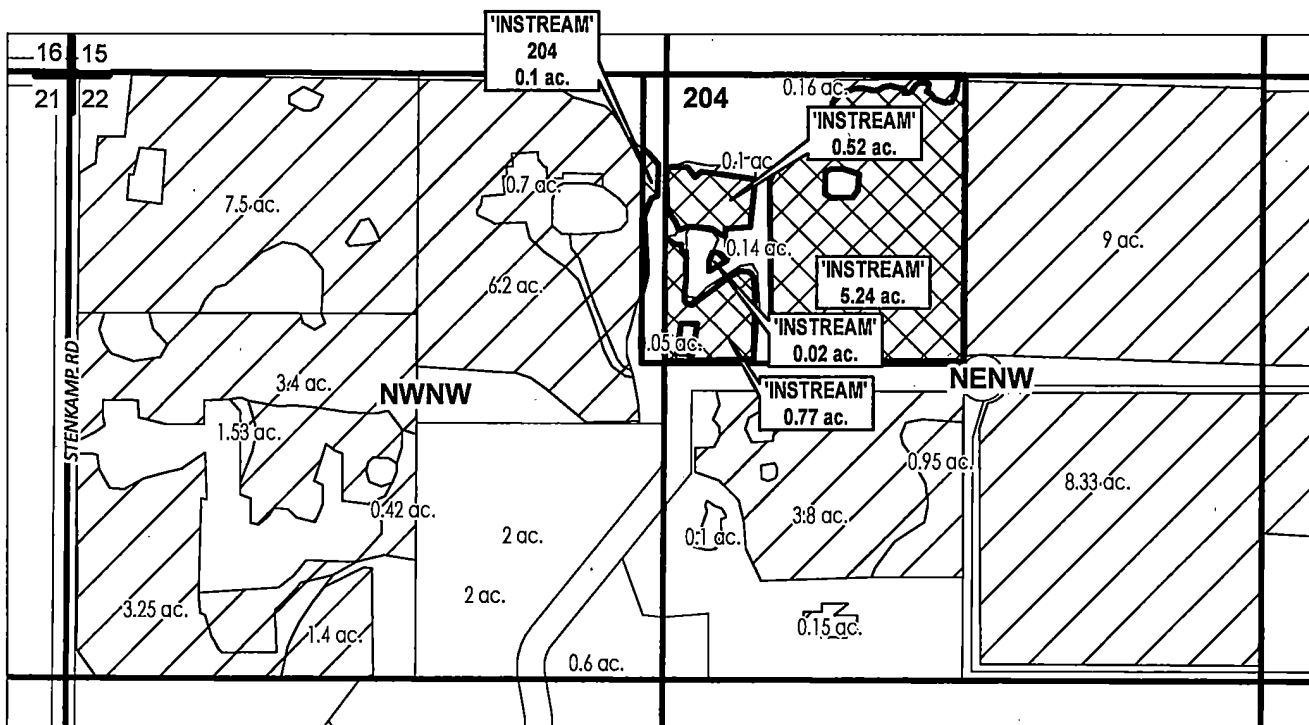 'INSTREAM'
204
0.1 ac.
16 15
21 22
204
0.16 ac.
'INSTREAM'
0.52 ac.
0.1 ac
0.7 ac.
7.5 ac.
0.14 ac.
9 ac.
'INSTREAM'
5.24 ac.
6.2 ac.
'INSTREAM'
0.02 ac.
.05 ac.
NENW
'INSTREAM'
0.77 ac.
3.4 ac.
NWNW
STENKAMP RD
1.53 ac.
0.95 ac.
8.33 ac.
0.42 ac.
3.8 ac.
2 ac.
0.1 ac.
2 ac.
3.25 ac.
1.4 ac.
0.15 ac.
0.6 ac.